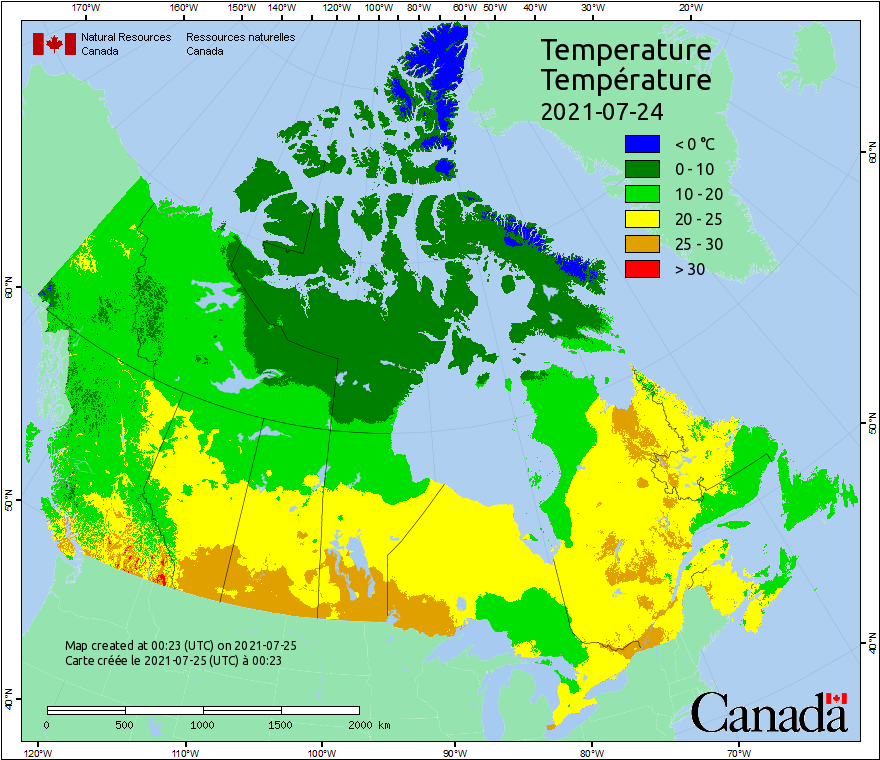 170°W 160°W 150°W 140°W 130°W 120°W 110°W 100°W 80°W 60°W 50°W 40°W 30°W 20°W
Natural Resources Ressources naturelles
Canada Canada
Temperature
Température
2021-07-24
< 0 °C
0 - 10
10 - 20
20 - 25
25 - 30
> 30
60°N
60°N
50°N
50°N
40°N
40°N
Map created at 00:23 (UTC) on 2021-07-25
Carte créée le 2021-07-25 (UTC) à 00:23
0 500 1000 1500 2000 km
Canada
120°W 110°W 100°W 90°W 80°W 70°W